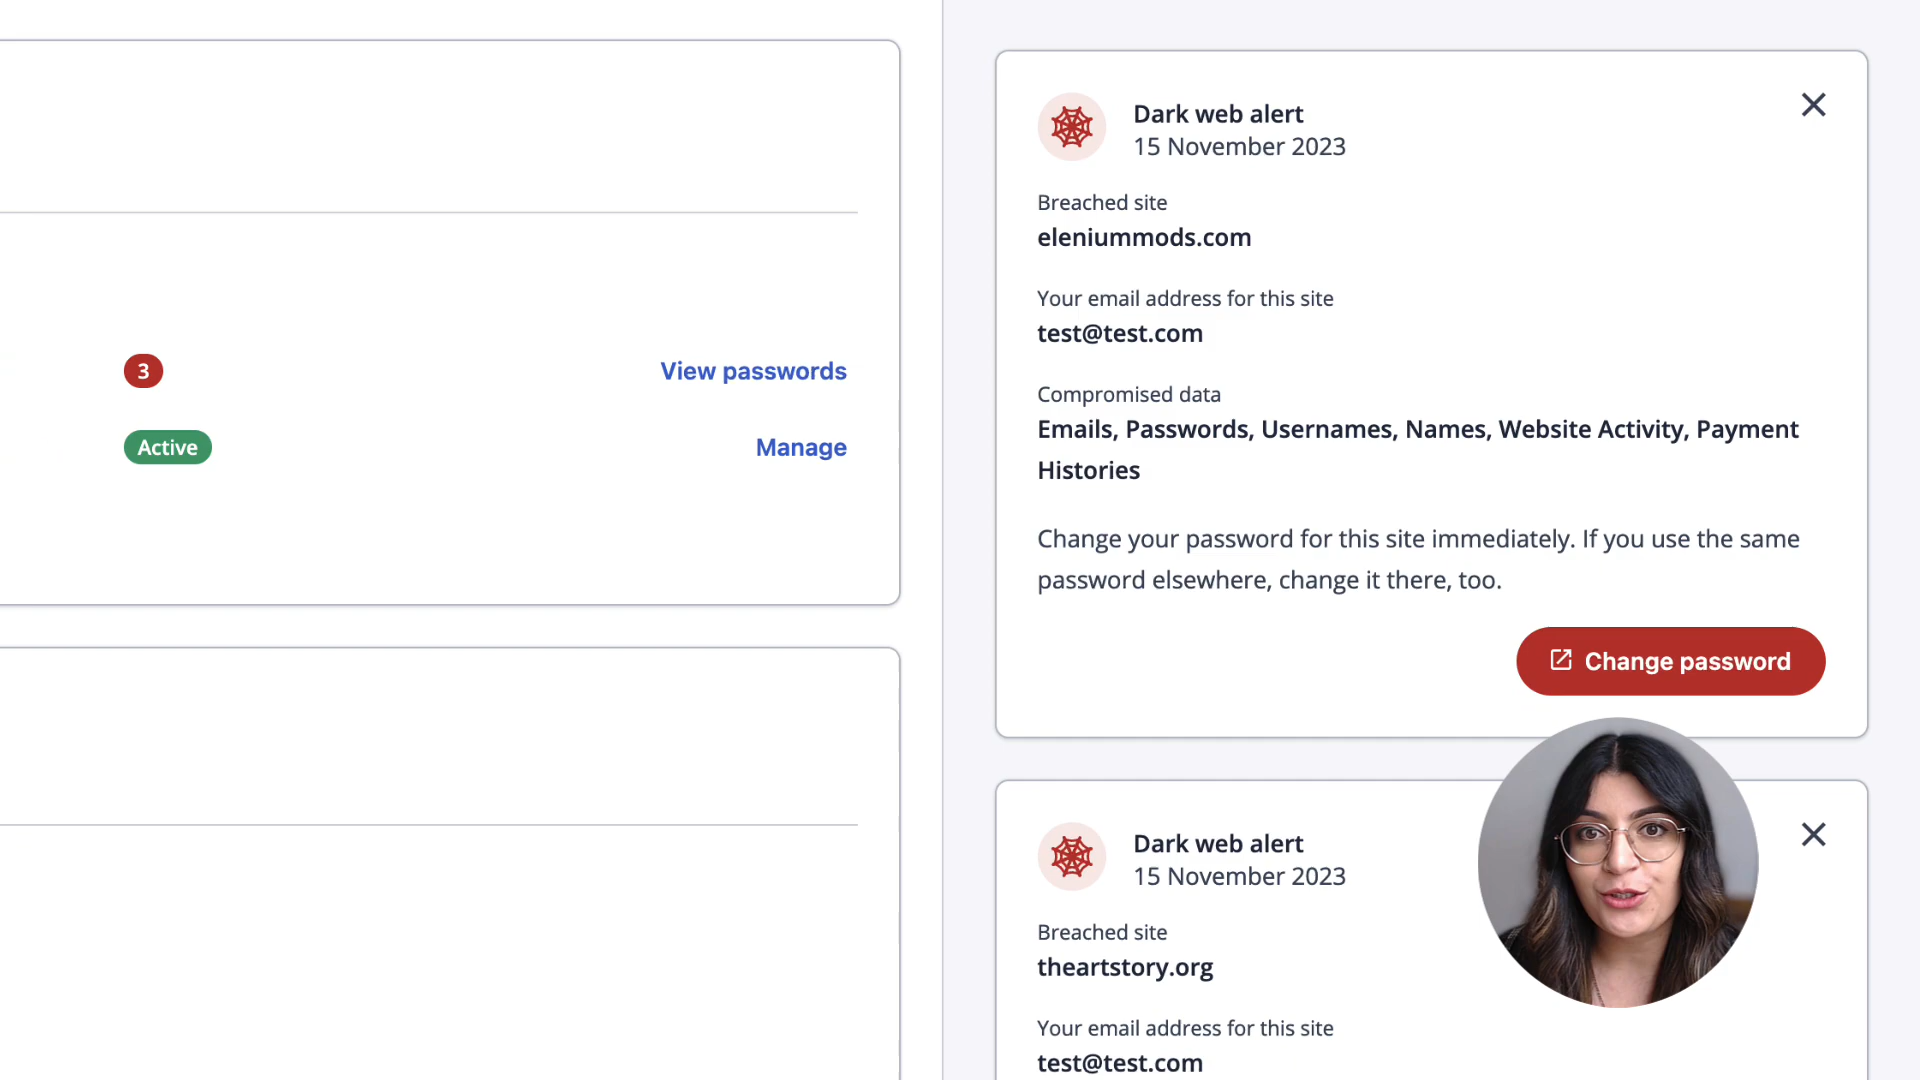 3
View passwords
Active
Manage
Dark web alert
15 November 2023
Breached site
eleniummods.com
Your email address for this site
test@test.com
Compromised data
Emails, Passwords, Usernames, Names, Website Activity, Payment
Histories
Change your password for this site immediately. If you use the same
password elsewhere, change it there, too.
Change password
Dark web alert
15 November 2023
Breached site
theartstory.org
Your email address for this site
test@test.com